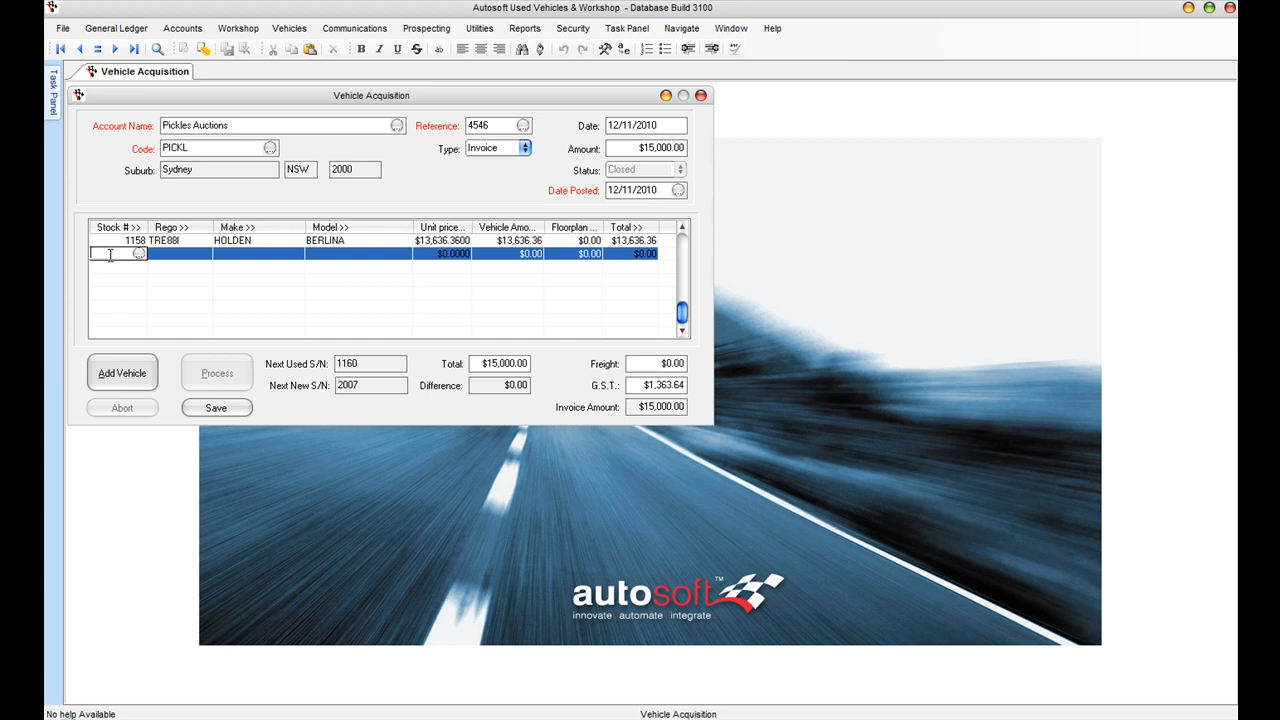 Autosoft Used Vehicles & Workshop - Database Build 3100
File General Ledger Accounts Workshop Vehicles Communications Prospecting Utilities Reports Security Task Panel Navigate Window Help
Task Panel
Vehicle Acquisition
Vehicle Acquisition
Account Name: Pickles Auctions Reference: 4546 Date: 12/11/2010
Code: PICKL Type: Invoice Amount: $15,000.00
Suburb: Sydney NSW 2000 Status: Closed
Date Posted: 12/11/2010
Stock # >> Rego >> Make >> Model >> Unit price... Vehicle Amo... Floorplan ... Total >>
1158 TRE88I HOLDEN BERLINA $13,636.3600 $13,636.36 $0.00 $13,636.36
$0.0000 $0.00 $0.00 $0.00
Add Vehicle Process Next Used S/N: 1160 Total: $15,000.00 Freight: $0.00
Next New S/N: 2007 Difference: $0.00 G.S.T.: $1,363.64
Abort Save Invoice Amount: $15,000.00
autosoft™
innovate . automate . integrate .
No help Available Vehicle Acquisition